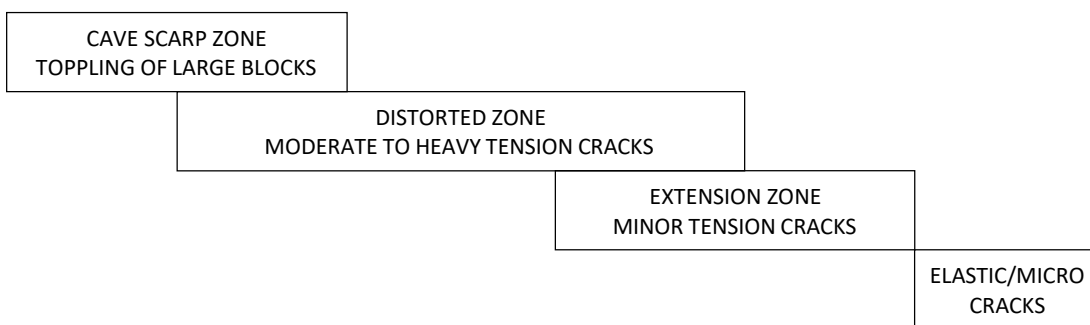 CAVE SCARP ZONE
TOPPLING OF LARGE BLOCKS
DISTORTED ZONE
MODERATE TO HEAVY TENSION CRACKS
EXTENSION ZONE
MINOR TENSION CRACKS
ELASTIC/MICRO
CRACKS